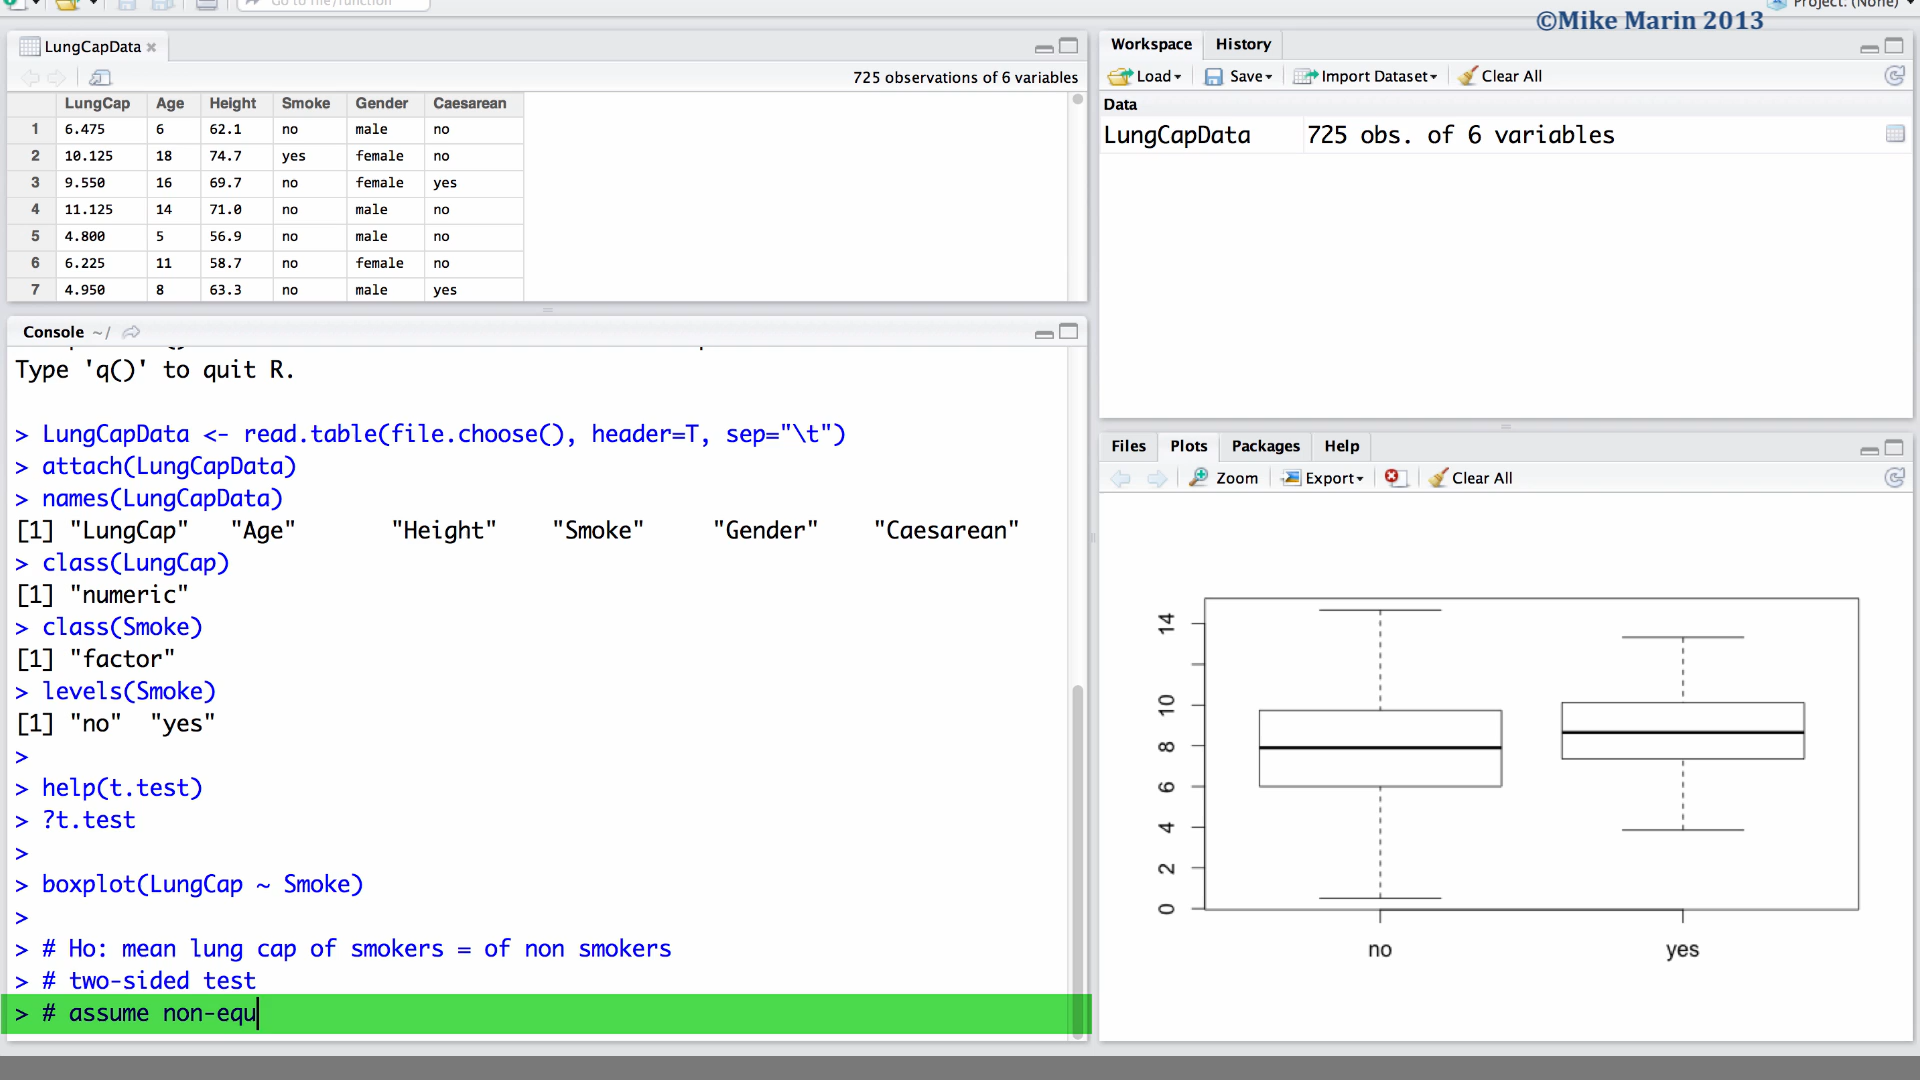 Go to file/function
Project: (None)
©Mike Marin 2013
LungCapData
725 observations of 6 variables
LungCap Age Height Smoke Gender Caesarean
1 6.475 6 62.1 no male no
2 10.125 18 74.7 yes female no
3 9.550 16 69.7 no female yes
4 11.125 14 71.0 no male no
5 4.800 5 56.9 no male no
6 6.225 11 58.7 no female no
7 4.950 8 63.3 no male yes
Console ~/
Type 'q()' to quit R.
> LungCapData <- read.table(file.choose(), header=T, sep="\t")
> attach(LungCapData)
> names(LungCapData)
[1] "LungCap" "Age" "Height" "Smoke" "Gender" "Caesarean"
> class(LungCap)
[1] "numeric"
> class(Smoke)
[1] "factor"
> levels(Smoke)
[1] "no" "yes"
>
> help(t.test)
> ?t.test
>
> boxplot(LungCap ~ Smoke)
>
> # Ho: mean lung cap of smokers = of non smokers
> # two-sided test
> # assume non-equ
Workspace History
Load Save Import Dataset Clear All
Data
LungCapData 725 obs. of 6 variables
Files Plots Packages Help
Zoom Export Clear All
14
10
8
6
4
2
0
no yes